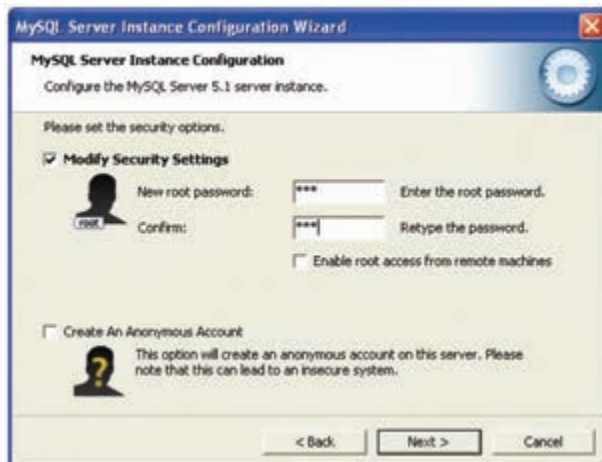 MySQL Server Instance Configuration Wizard
MySQL Server Instance Configuration
Configure the MySQL Server 5.1 server instance.
Please set the security options.
Modify Security Settings
root
New root password: *** Enter the root password.
Confirm: *** Retype the password.
Enable root access from remote machines
Create An Anonymous Account
?
This option will create an anonymous account on this server. Please
note that this can lead to an insecure system.
< Back Next > Cancel